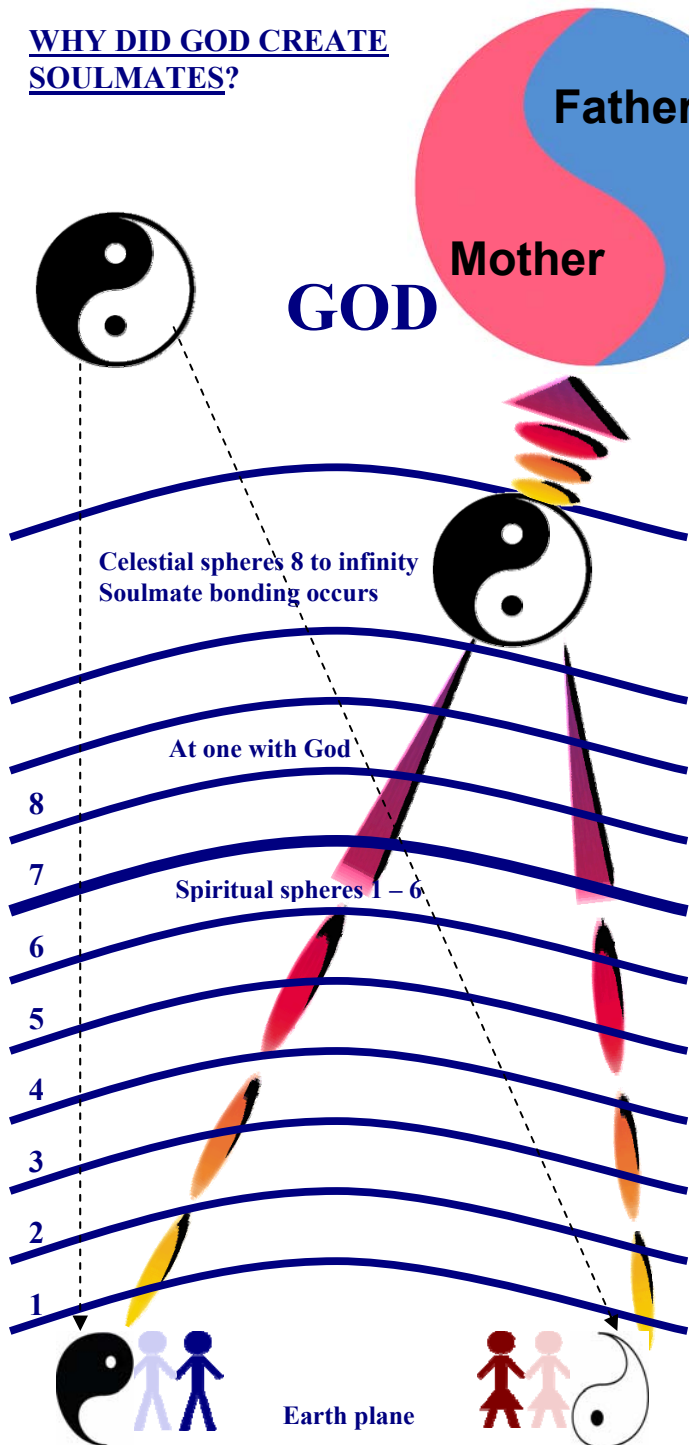 WHY DID GOD CREATE
SOULMATES?
Father
Mother
GOD
Celestial spheres 8 to infinity
Soulmate bonding occurs
At one with God
8
7
Spiritual spheres 1 – 6
6
5
4
3
2
1
Earth plane